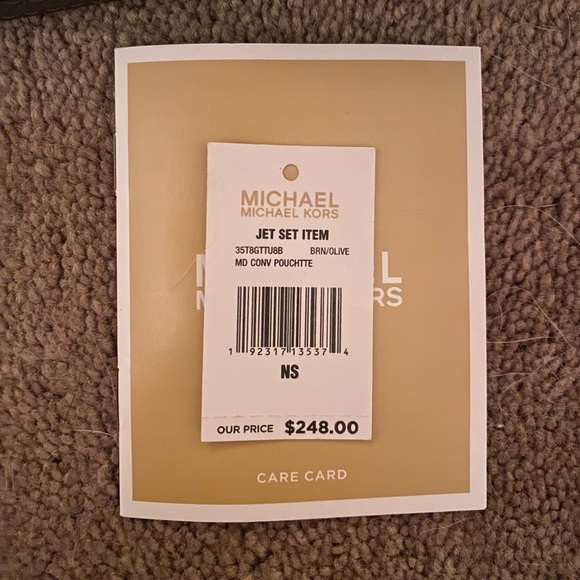 MICHAEL
MICHAEL KORS
JET SET ITEM
35T8GTTU8B BRN/OLIVE
MD CONV POUCHTTE
1 92317 13537 4
NS
OUR PRICE $248.00
CARE CARD